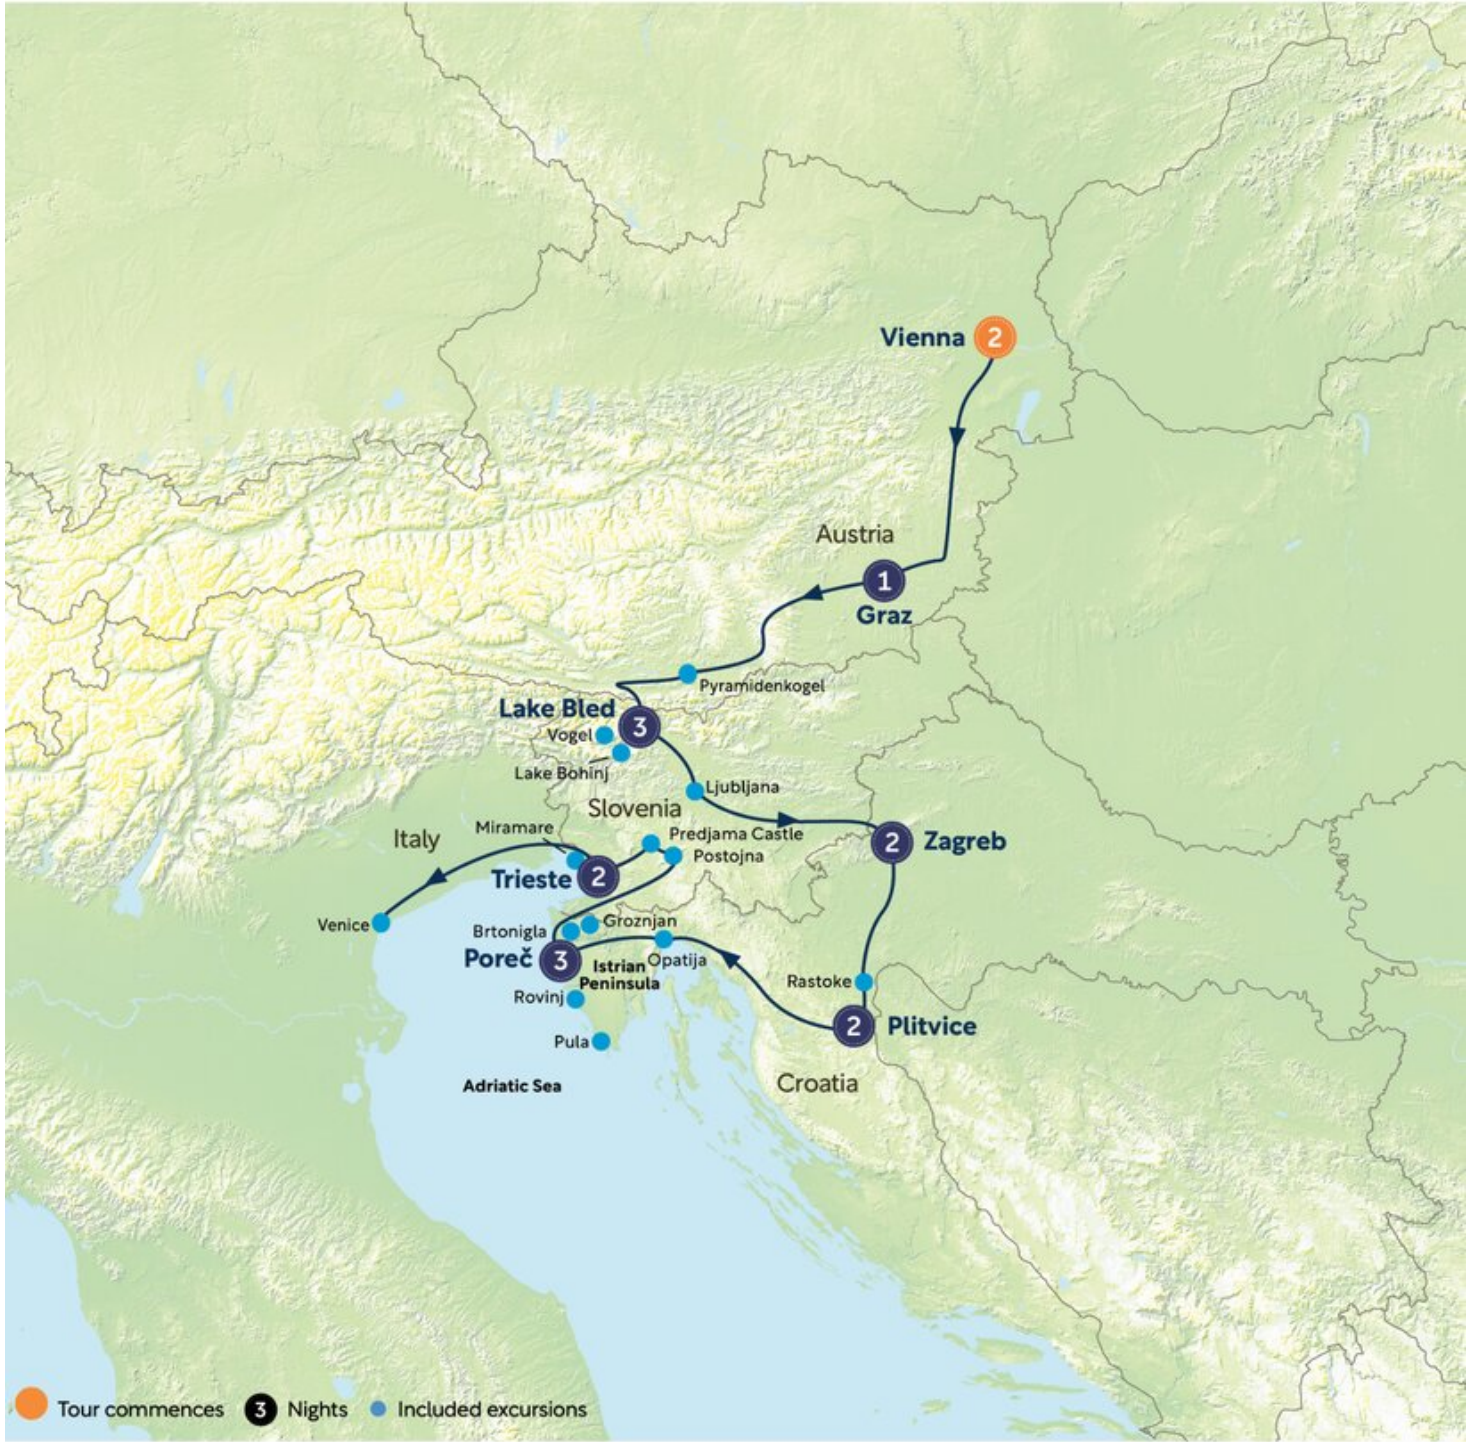 Vienna 2
Austria
1
Graz
Pyramidenkogel
Lake Bled 3
Vogel
Lake Bohinj
Ljubljana
Slovenia
Miramare
Predjama Castle
Italy
2 Zagreb
Postojna
Trieste 2
Venice
Groznjan
Brtonigla
Poreč 3
Opatija
Istrian
Peninsula
Rastoke
Rovinj
2 Plitvice
Pula
Croatia
Adriatic Sea
Tour commences 3 Nights Included excursions